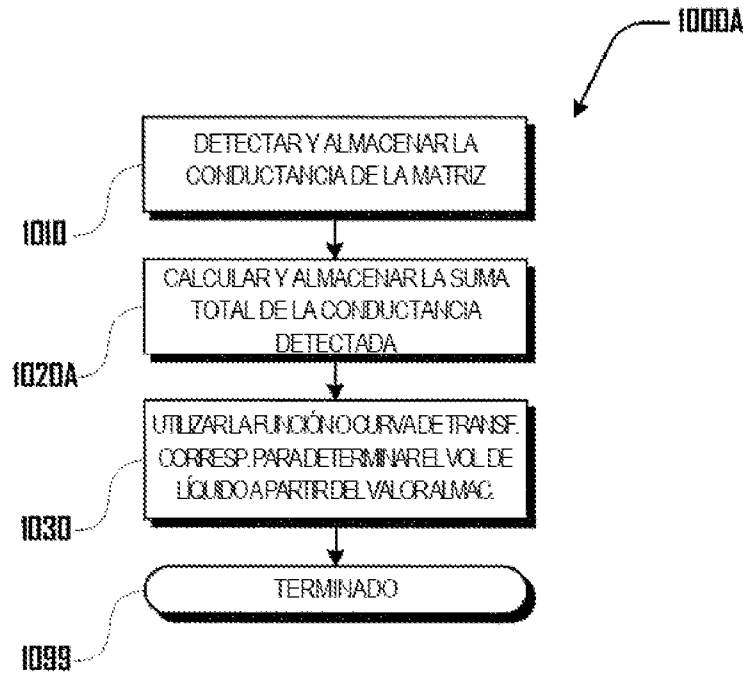 1000A
DETECTAR Y ALMACENAR LA
CONDUCTANCIA DE LA MATRIZ
1010
CALCULAR Y ALMACENAR LA SUMA
TOTAL DE LA CONDUCTANCIA
DETECTADA
1020A
UTILIZAR LA FUNCIÓN O CURVA DE TRANSF.
CORRESP. PARA DETERMINAR EL VOL DE
LÍQUIDO A PARTIR DEL VALOR ALMAC.
1030
TERMINADO
1099